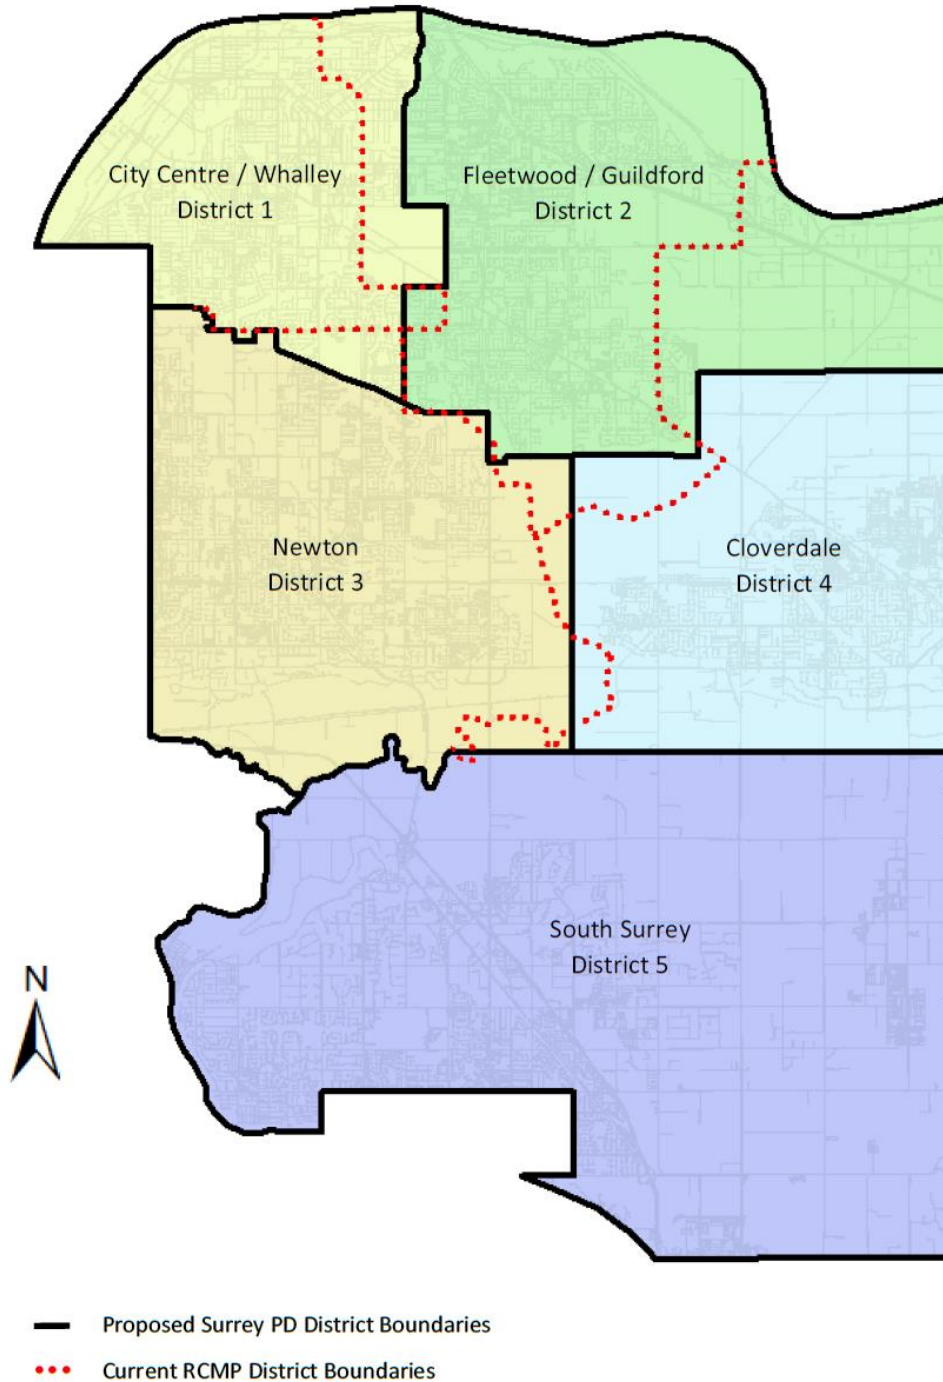 City Centre / Whalley
District 1
Fleetwood / Guildford
District 2
Newton
District 3
Cloverdale
District 4
South Surrey
District 5
N
Proposed Surrey PD District Boundaries
Current RCMP District Boundaries